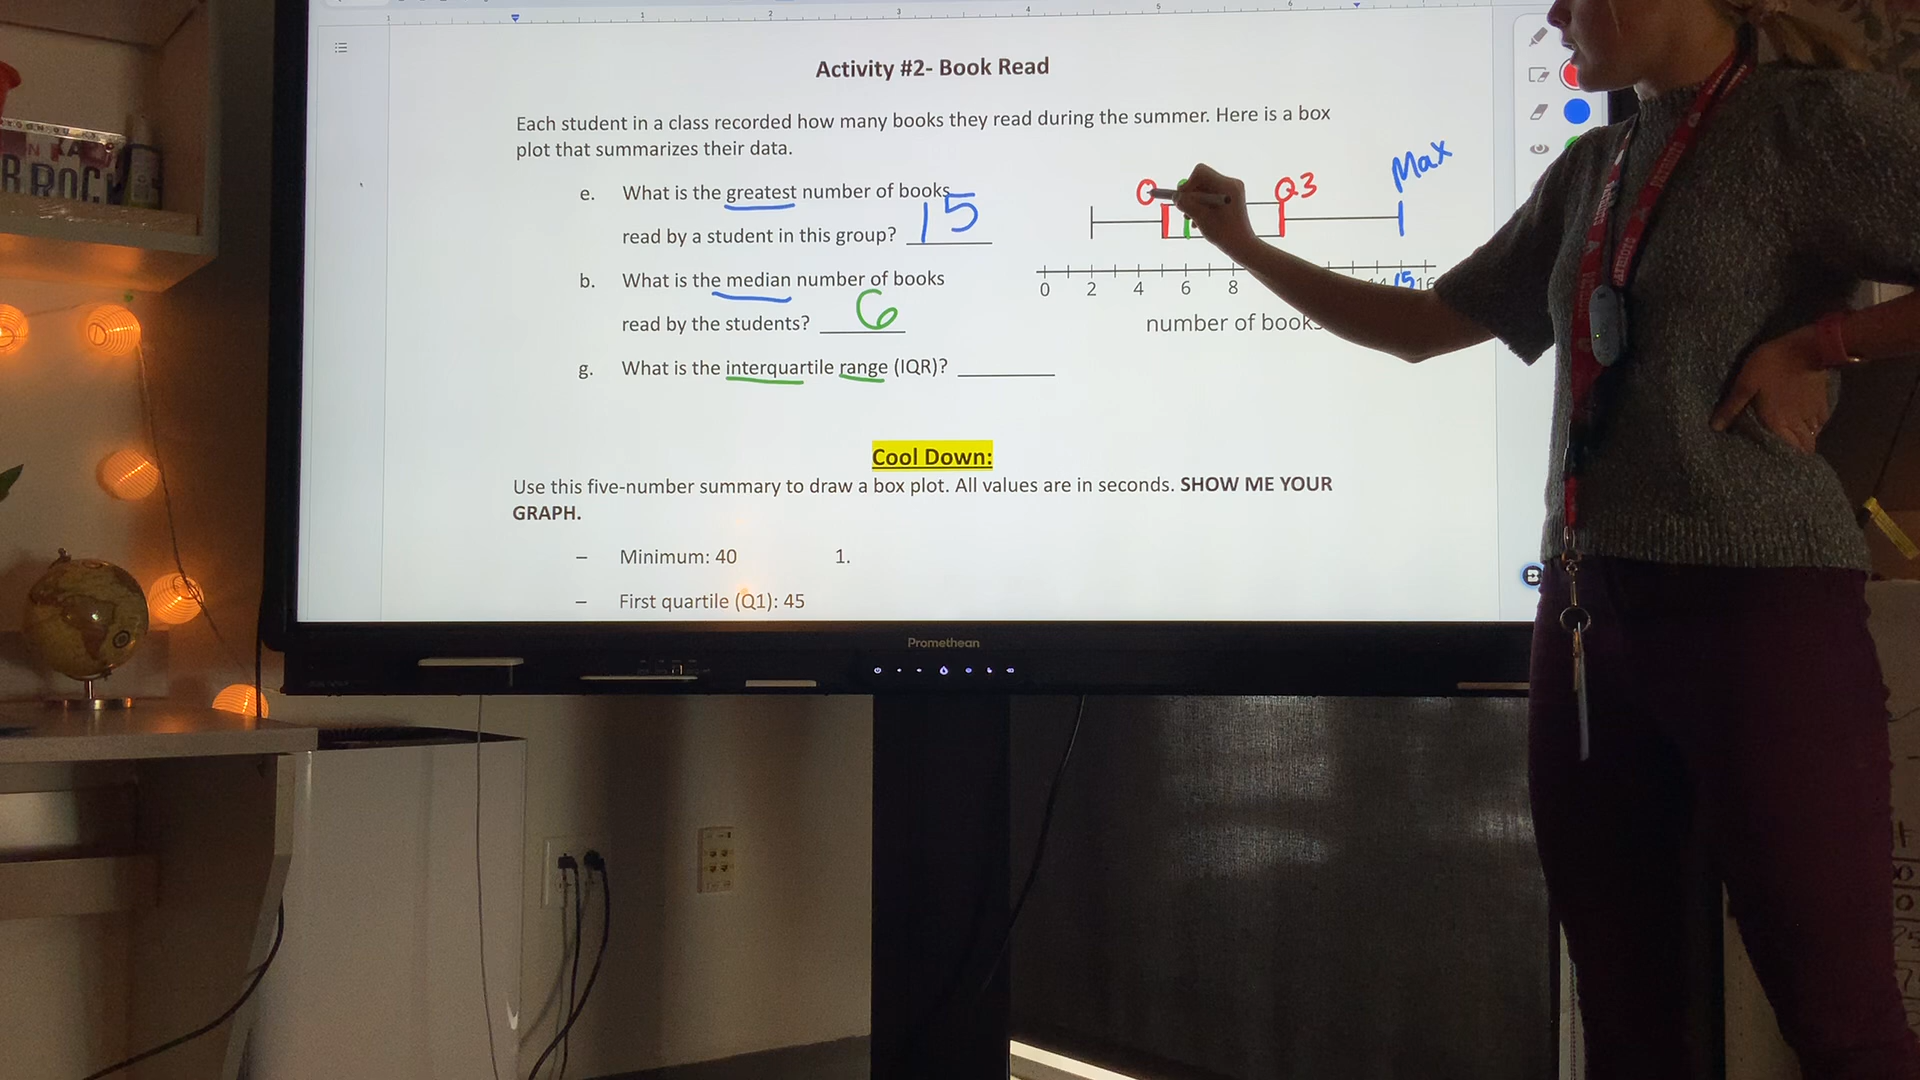 Activity #2- Book Read
Each student in a class recorded how many books they read during the summer. Here is a box
plot that summarizes their data.
e. What is the greatest number of books
read by a student in this group? 15
b. What is the median number of books
read by the students? 6
g. What is the interquartile range (IQR)?
Q3
Max
0 2 4 6 8 15 16
number of books
Cool Down:
Use this five-number summary to draw a box plot. All values are in seconds. SHOW ME YOUR
GRAPH.
– Minimum: 40 1.
– First quartile (Q1): 45
Promethean